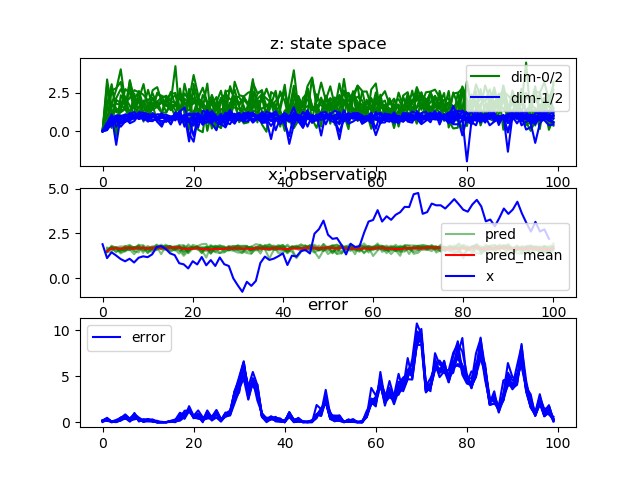 z: state space
2.5
0.0
dim-0/2
dim-1/2
0 20 40 60 80 100
x: observation
5.0
2.5
0.0
pred
pred_mean
x
0 20 40 60 80 100
error
10
5
0
error
0 20 40 60 80 100